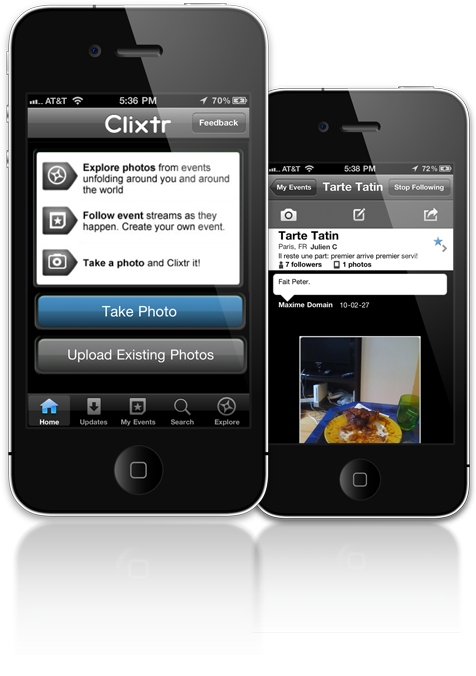 AT&T 5:36 PM 70%
Clixtr Feedback
Explore photos from events
unfolding around you and around
the world
Follow event streams as they
happen. Create your own event.
Take a photo and Clixtr it!
Take Photo
Upload Existing Photos
Home Updates My Events Search Explore
AT&T 5:38 PM 72%
My Events Tarte Tatin Stop Following
Tarte Tatin
Paris, FR Julien C
Il reste une part: premier arrive premier servi!
7 followers 1 photos
Fait Peter.
Maxime Domain 10-02-27